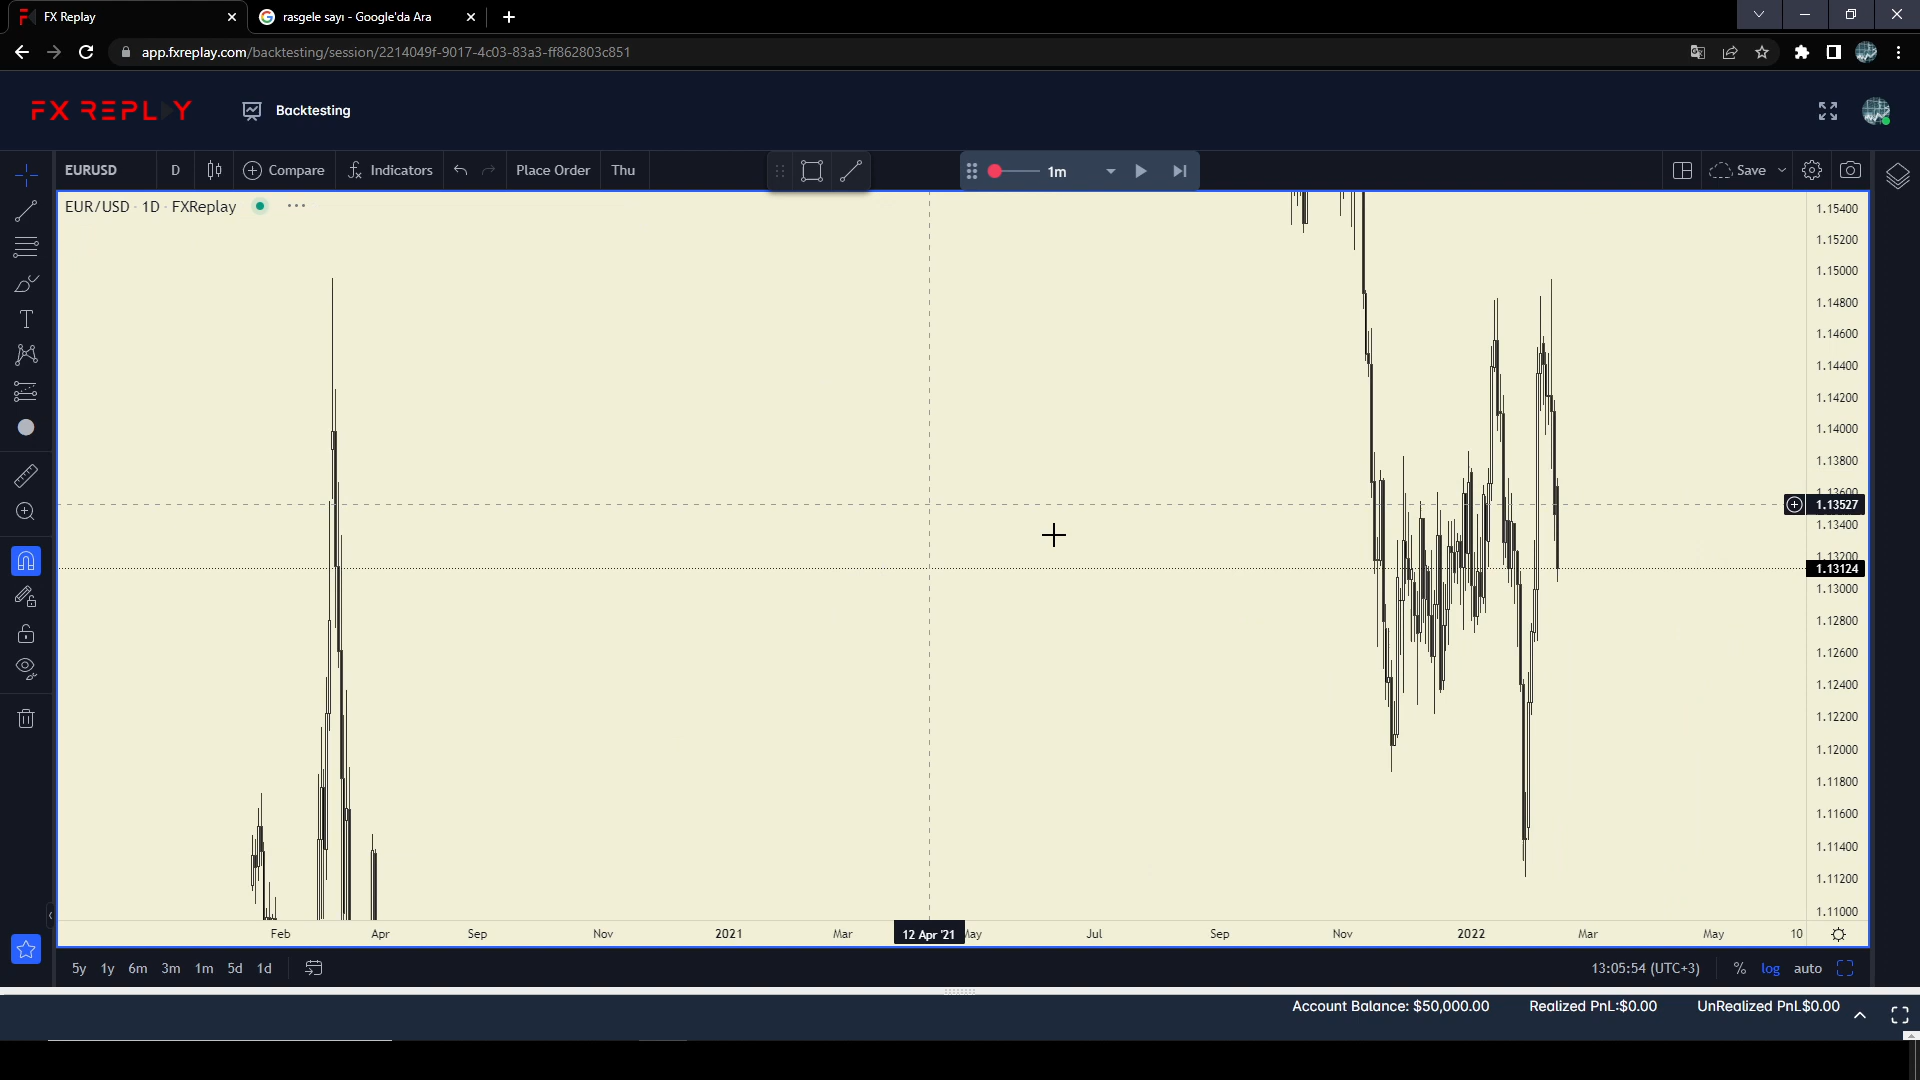 FX Replay
rasgele sayı - Google'da Ara
app.fxreplay.com/backtesting/session/2214049f-9017-4c03-83a3-ff862803c851
FX REPLAY
Backtesting
EURUSD
D
Compare
Indicators
Place Order
Thu
1m
Save
EUR/USD · 1D · FXReplay
1.15400
1.15200
1.15000
1.14800
1.14600
1.14400
1.14200
1.14000
1.13800
1.13600
1.13527
1.13400
1.13200
1.13124
1.13000
1.12800
1.12600
1.12400
1.12200
1.12000
1.11800
1.11600
1.11400
1.11200
1.11000
Feb
Apr
Sep
Nov
2021
Mar
12 Apr '21
May
Jul
Sep
Nov
2022
Mar
May
10
5y 1y 6m 3m 1m 5d 1d
13:05:54 (UTC+3)
% log auto
Account Balance: $50,000.00
Realized PnL:$0.00
UnRealized PnL$0.00